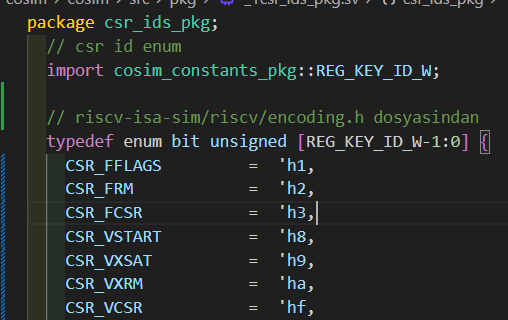 cosim > cosim > src > pkg > _1csr_ids_pkg.sv > {} csr_ids_pkg >
package csr_ids_pkg;
// csr id enum
import cosim_constants_pkg::REG_KEY_ID_W;
// riscv-isa-sim/riscv/encoding.h dosyasindan
typedef enum bit unsigned [REG_KEY_ID_W-1:0] {
CSR_FFLAGS = 'h1,
CSR_FRM = 'h2,
CSR_FCSR = 'h3,
CSR_VSTART = 'h8,
CSR_VXSAT = 'h9,
CSR_VXRM = 'ha,
CSR_VCSR = 'hf,